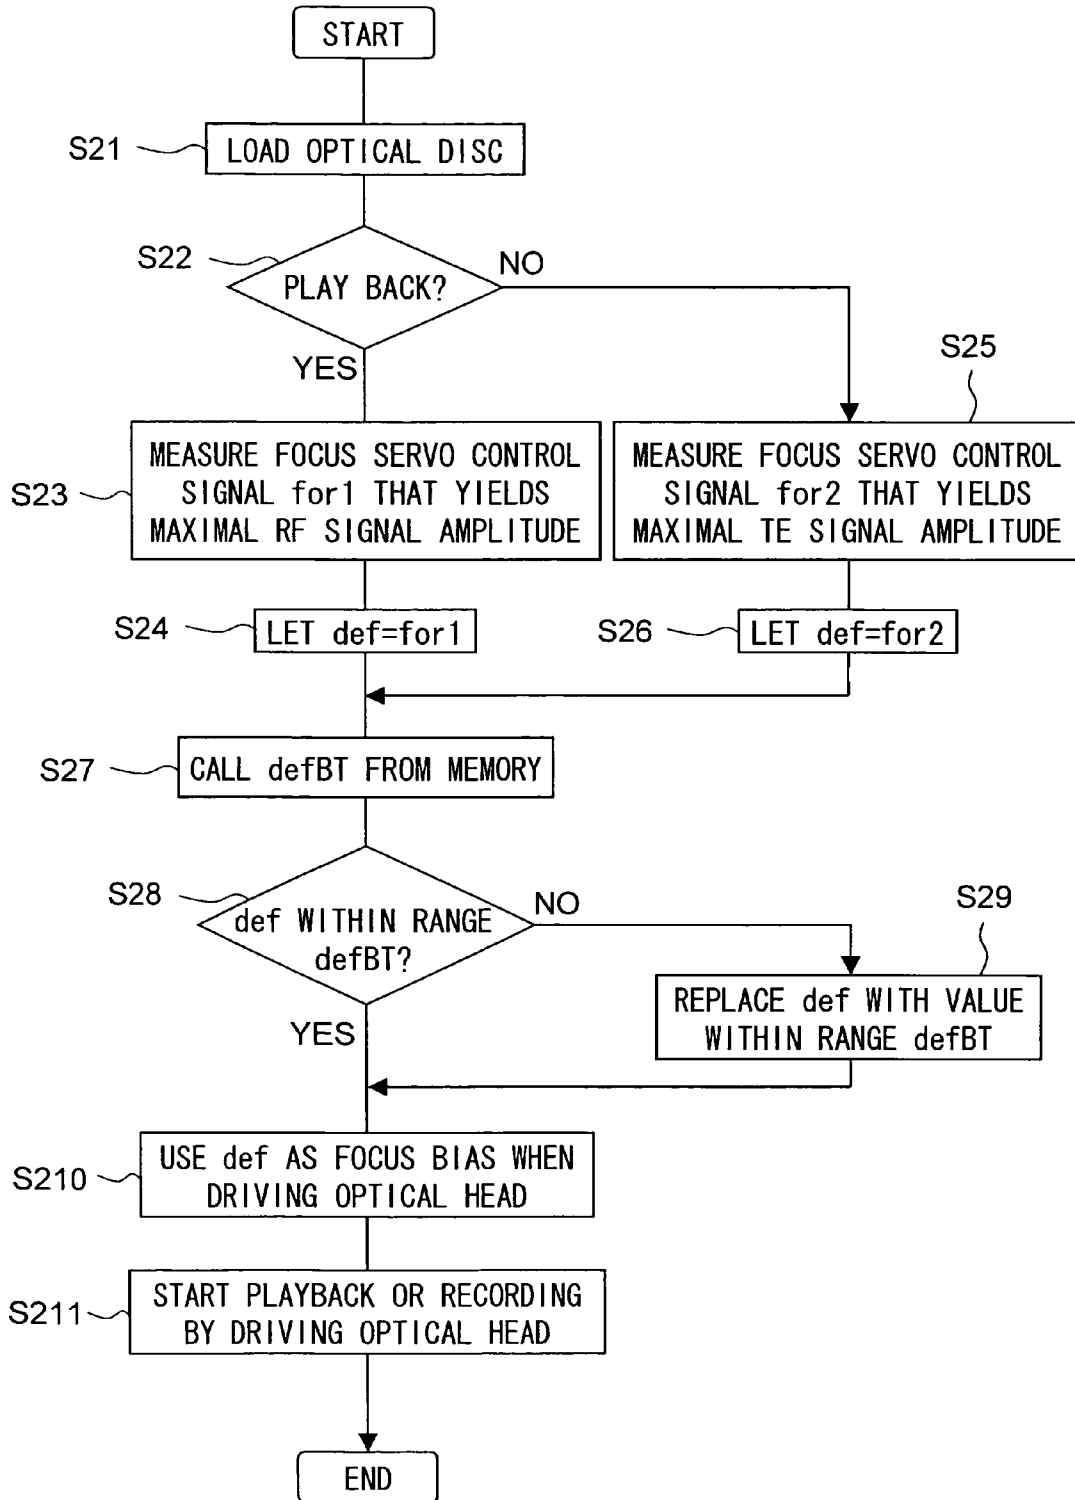 START
S21
LOAD OPTICAL DISC
S22
PLAY BACK?
NO
YES
S25
S23
MEASURE FOCUS SERVO CONTROL
SIGNAL for1 THAT YIELDS
MAXIMAL RF SIGNAL AMPLITUDE
MEASURE FOCUS SERVO CONTROL
SIGNAL for2 THAT YIELDS
MAXIMAL TE SIGNAL AMPLITUDE
S24
LET def=for1
S26
LET def=for2
S27
CALL defBT FROM MEMORY
S28
def WITHIN RANGE
defBT?
NO
YES
S29
REPLACE def WITH VALUE
WITHIN RANGE defBT
S210
USE def AS FOCUS BIAS WHEN
DRIVING OPTICAL HEAD
S211
START PLAYBACK OR RECORDING
BY DRIVING OPTICAL HEAD
END